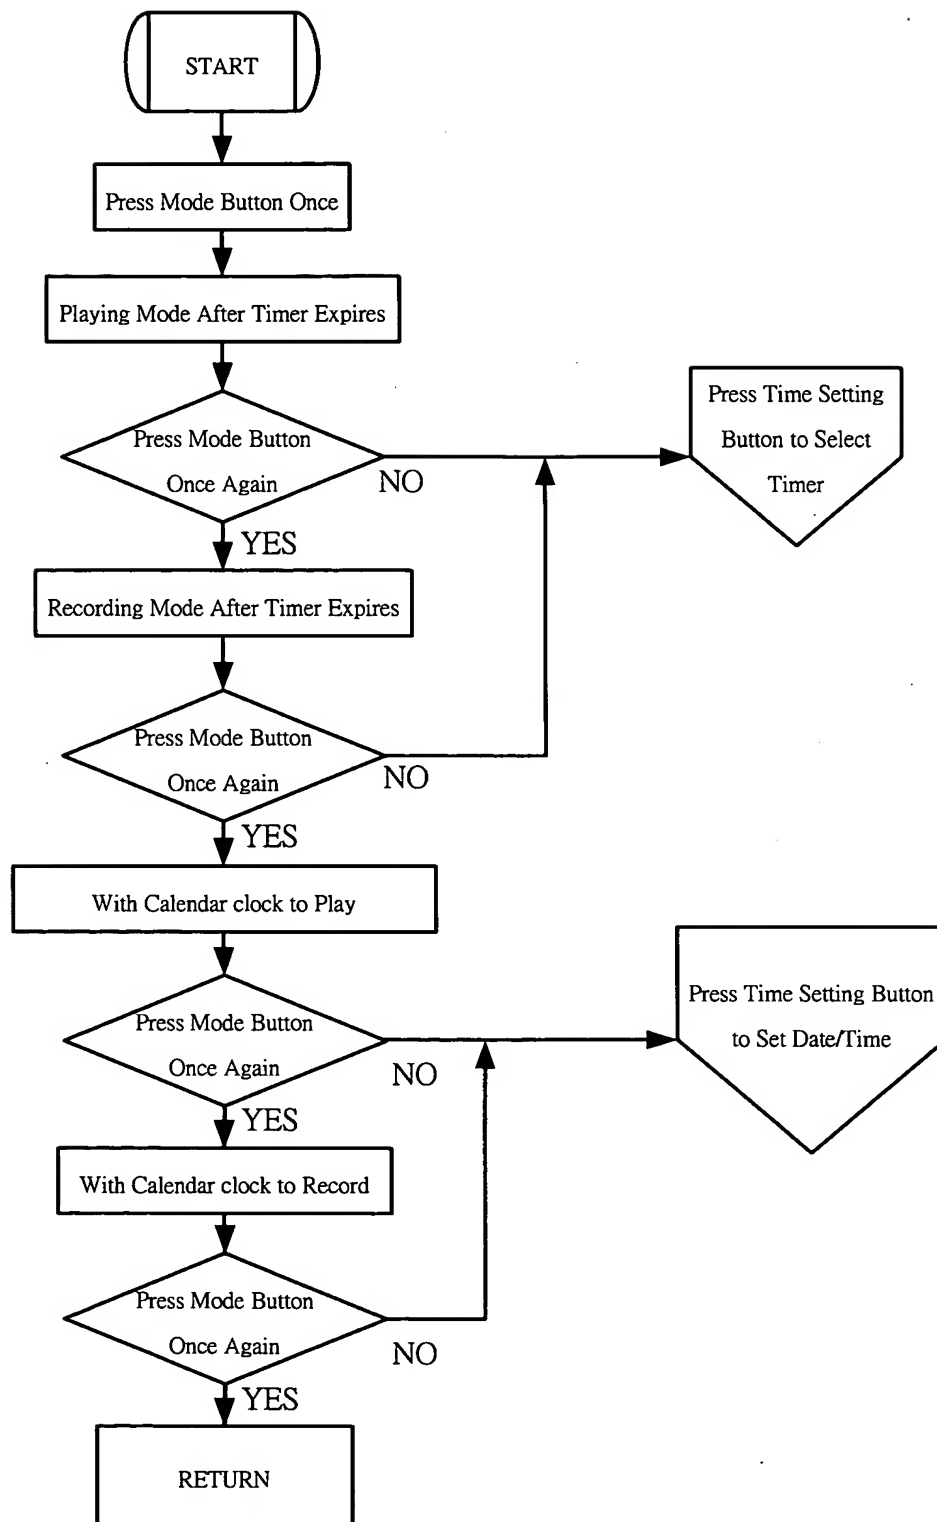 START
Press Mode Button Once
Playing Mode After Timer Expires
Press Mode Button
Once Again
NO
YES
Press Time Setting
Button to Select
Timer
Recording Mode After Timer Expires
Press Mode Button
Once Again
NO
YES
With Calendar clock to Play
Press Mode Button
Once Again
NO
YES
Press Time Setting Button
to Set Date/Time
With Calendar clock to Record
Press Mode Button
Once Again
NO
YES
RETURN